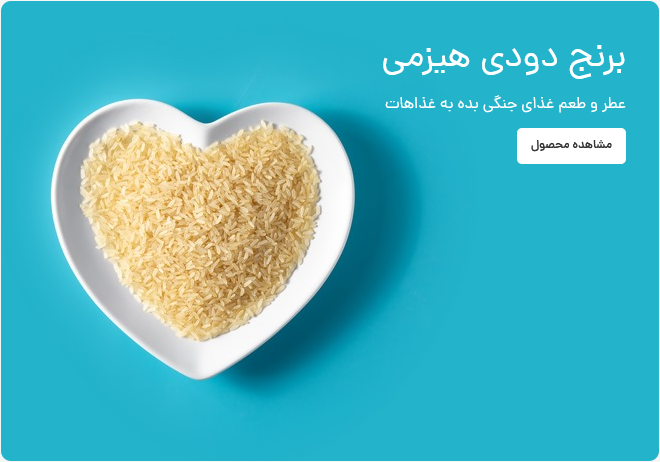 برنج دودی هیزمی
عطر و طعم غذای جنگی بده به غذاهات
مشاهده محصول